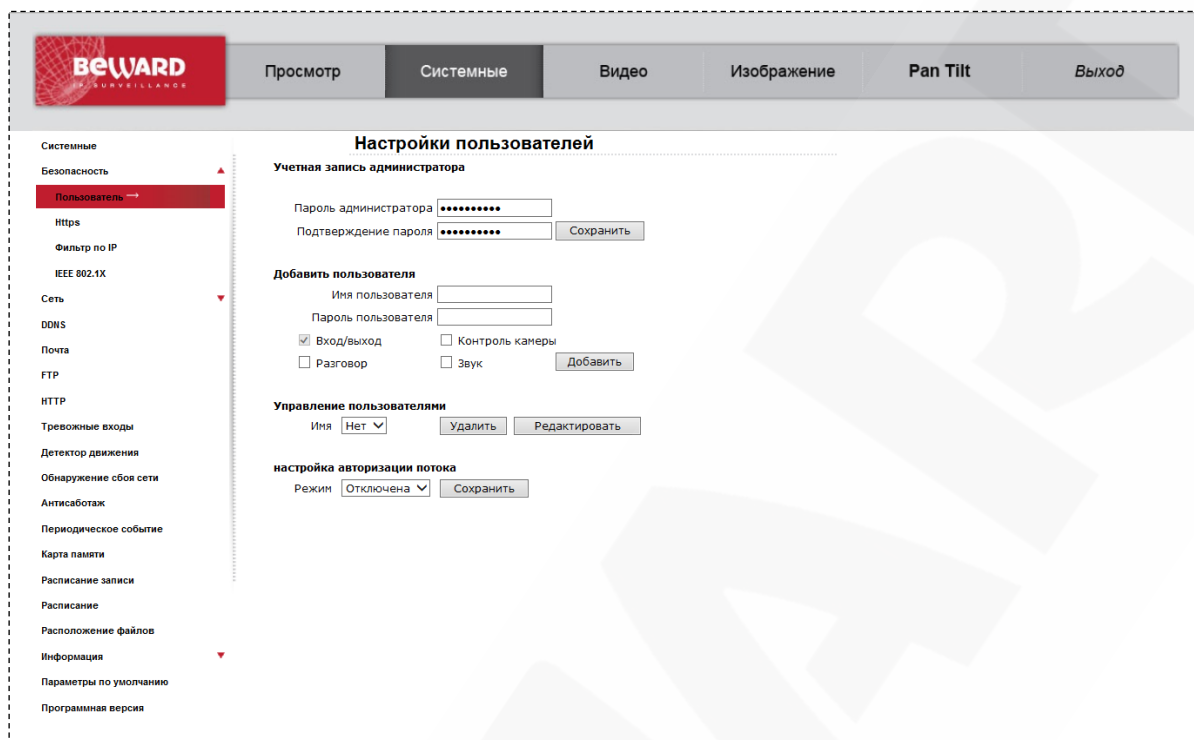 BEWARD
IP SURVEILLANCE
Просмотр
Системные
Видео
Изображение
Pan Tilt
Выход
Системные
Безопасность
Пользователь →
Https
Фильтр по IP
IEEE 802.1X
Сеть
DDNS
Почта
FTP
HTTP
Тревожные входы
Детектор движения
Обнаружение сбоя сети
Антисаботаж
Периодическое событие
Карта памяти
Расписание записи
Расписание
Расположение файлов
Информация
Параметры по умолчанию
Программная версия
Настройки пользователей
Учетная запись администратора
Пароль администратора ••••••••••
Подтверждение пароля •••••••••• Сохранить
Добавить пользователя
Имя пользователя
Пароль пользователя
Вход/выход Контроль камеры
Разговор Звук Добавить
Управление пользователями
Имя Нет Удалить Редактировать
настройка авторизации потока
Режим Отключена Сохранить